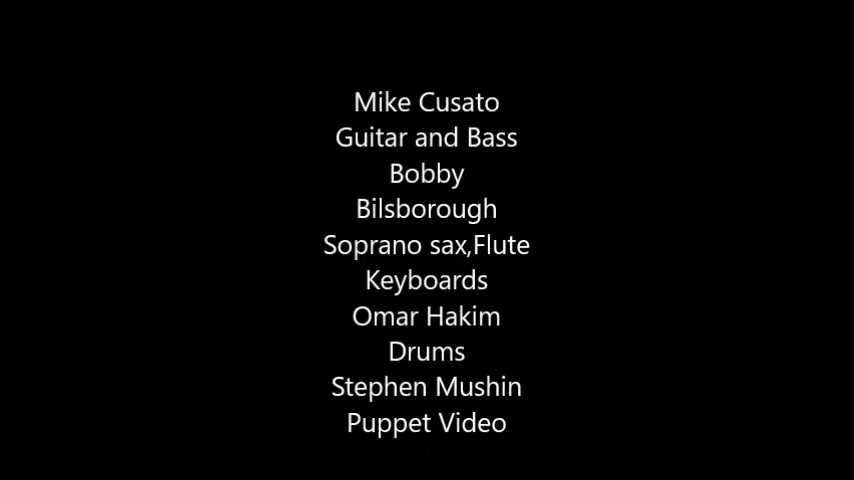 Mike Cusato
Guitar and Bass
Bobby
Bilsborough
Soprano sax,Flute
Keyboards
Omar Hakim
Drums
Stephen Mushin
Puppet Video